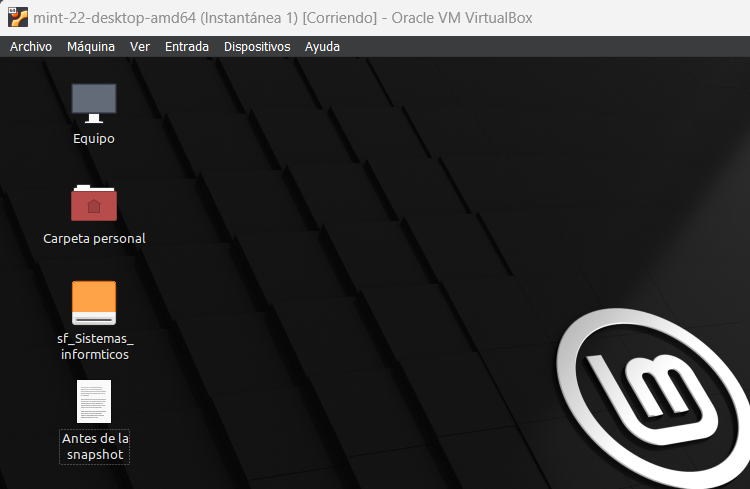 mint-22-desktop-amd64 (Instantánea 1) [Corriendo] - Oracle VM VirtualBox
Archivo Máquina Ver Entrada Dispositivos Ayuda
Equipo
Carpeta personal
sf_Sistemas_
informticos
Antes de la
snapshot